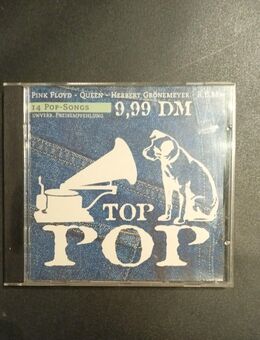 PINK FLOYD - QUEEN - HERBERT GRÖNEMEYER - R.E.M.
14 POP-SONGS
9,99 DM
UNVERB. PREISEMPFEHLUNG
TOP
POP